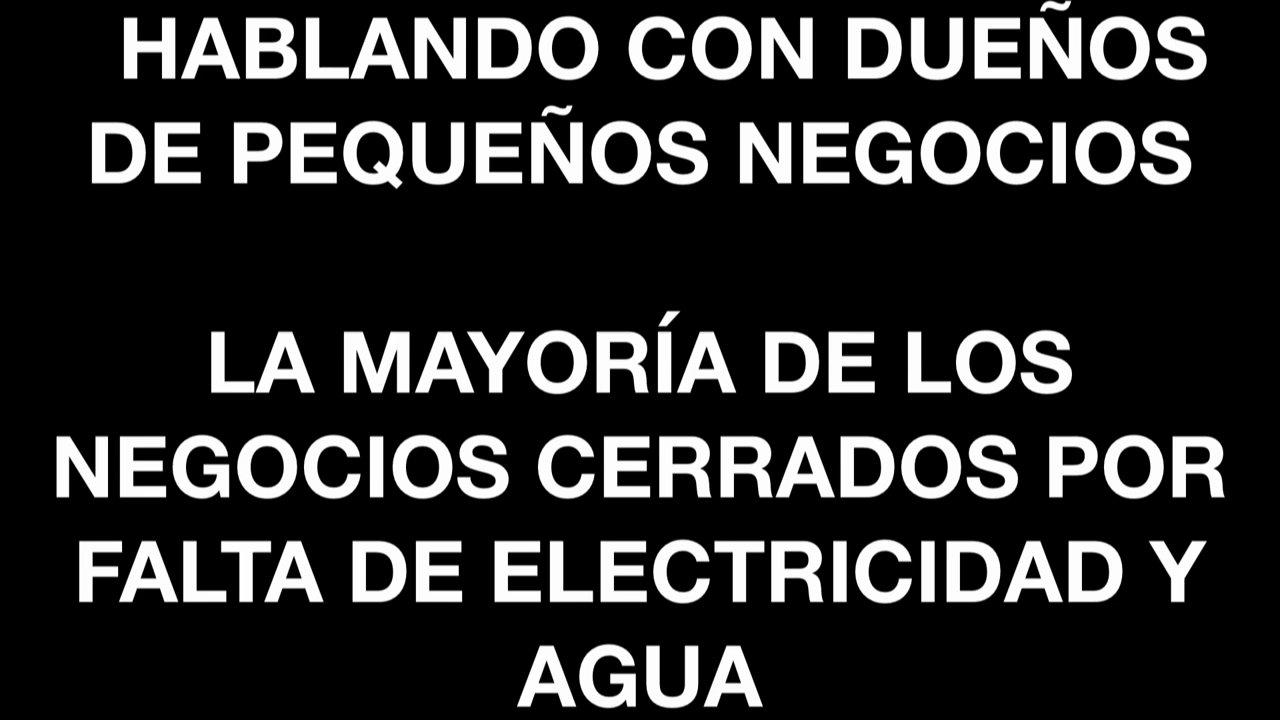 HABLANDO CON DUEÑOS
DE PEQUEÑOS NEGOCIOS
LA MAYORÍA DE LOS
NEGOCIOS CERRADOS POR
FALTA DE ELECTRICIDAD Y
AGUA